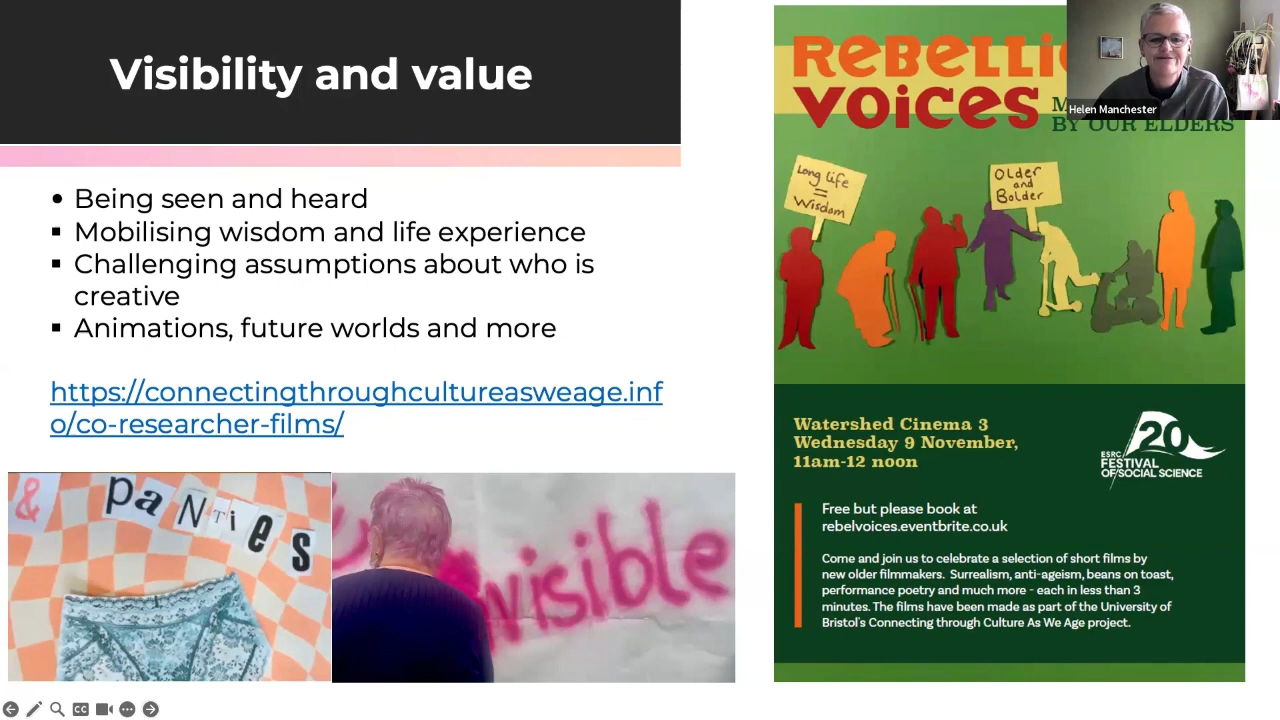 Visibility and value
Being seen and heard
Mobilising wisdom and life experience
Challenging assumptions about who is
creative
Animations, future worlds and more
https://connectingthroughcultureasweage.inf
o/co-researcher-films/
& PaNTieS
visible
voices
BY OUR ELDERS
Helen Manchester
Long life
=
Wisdom
Older
and
Bolder
Watershed Cinema 3
Wednesday 9 November,
11am-12 noon
20
ESRC
FESTIVAL
OF/SOCIAL SCIENCE
Free but please book at
rebelvoices.eventbrite.co.uk
Come and join us to celebrate a selection of short films by
new older filmmakers. Surrealism, anti-ageism, beans on toast,
performance poetry and much more - each in less than 3
minutes. The films have been made as part of the University of
Bristol's Connecting through Culture As We Age project.
CC